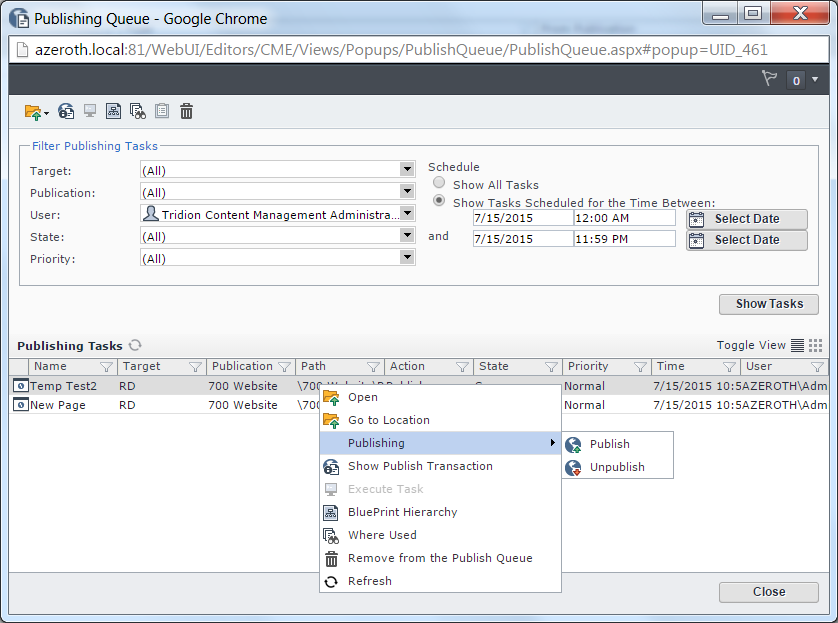 Publishing Queue - Google Chrome
azeroth.local:81/WebUI/Editors/CME/Views/Popups/PublishQueue/PublishQueue.aspx#popup=UID_461
0
Filter Publishing Tasks
Target: (All)
Publication: (All)
User: Tridion Content Management Administra...
State: (All)
Priority: (All)
Schedule
Show All Tasks
Show Tasks Scheduled for the Time Between:
7/15/2015 12:00 AM Select Date
and 7/15/2015 11:59 PM Select Date
Show Tasks
Publishing Tasks Toggle View
Name Target Publication Path Action State Priority Time User
Temp Test2 RD 700 Website Normal 7/15/2015 10:5 AZEROTH\Adm
New Page RD 700 Website \700 Normal 7/15/2015 10:5 AZEROTH\Adm
Open
Go to Location
Publishing
Publish
Unpublish
Show Publish Transaction
Execute Task
BluePrint Hierarchy
Where Used
Remove from the Publish Queue
Refresh
Close